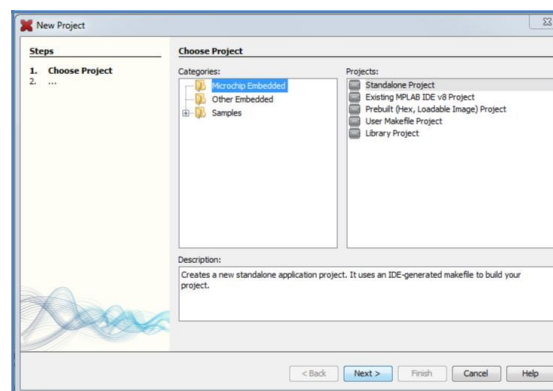 New Project
Steps
1. Choose Project
2. ...
Choose Project
Categories:
Microchip Embedded
Other Embedded
Samples
Projects:
Standalone Project
Existing MPLAB IDE v8 Project
Prebuilt (Hex, Loadable Image) Project
User Makefile Project
Library Project
Description:
Creates a new standalone application project. It uses an IDE-generated makefile to build your
project.
< Back Next > Finish Cancel Help